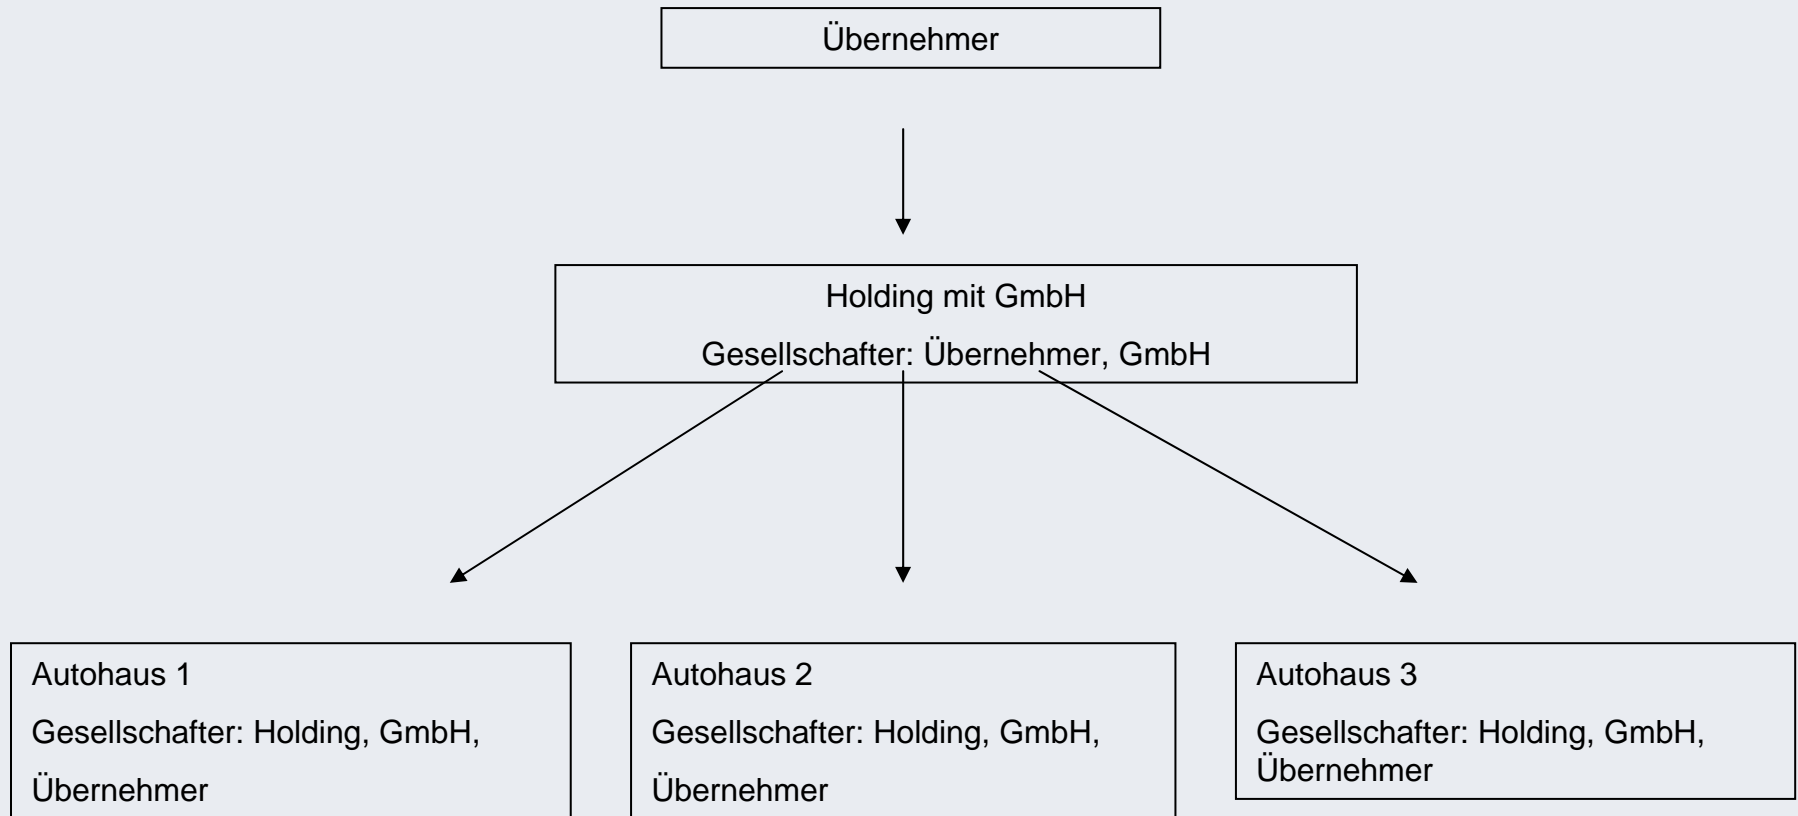 Übernehmer
Holding mit GmbH
Gesellschafter: Übernehmer, GmbH
Autohaus 1
Gesellschafter: Holding, GmbH,
Übernehmer
Autohaus 2
Gesellschafter: Holding, GmbH,
Übernehmer
Autohaus 3
Gesellschafter: Holding, GmbH,
Übernehmer